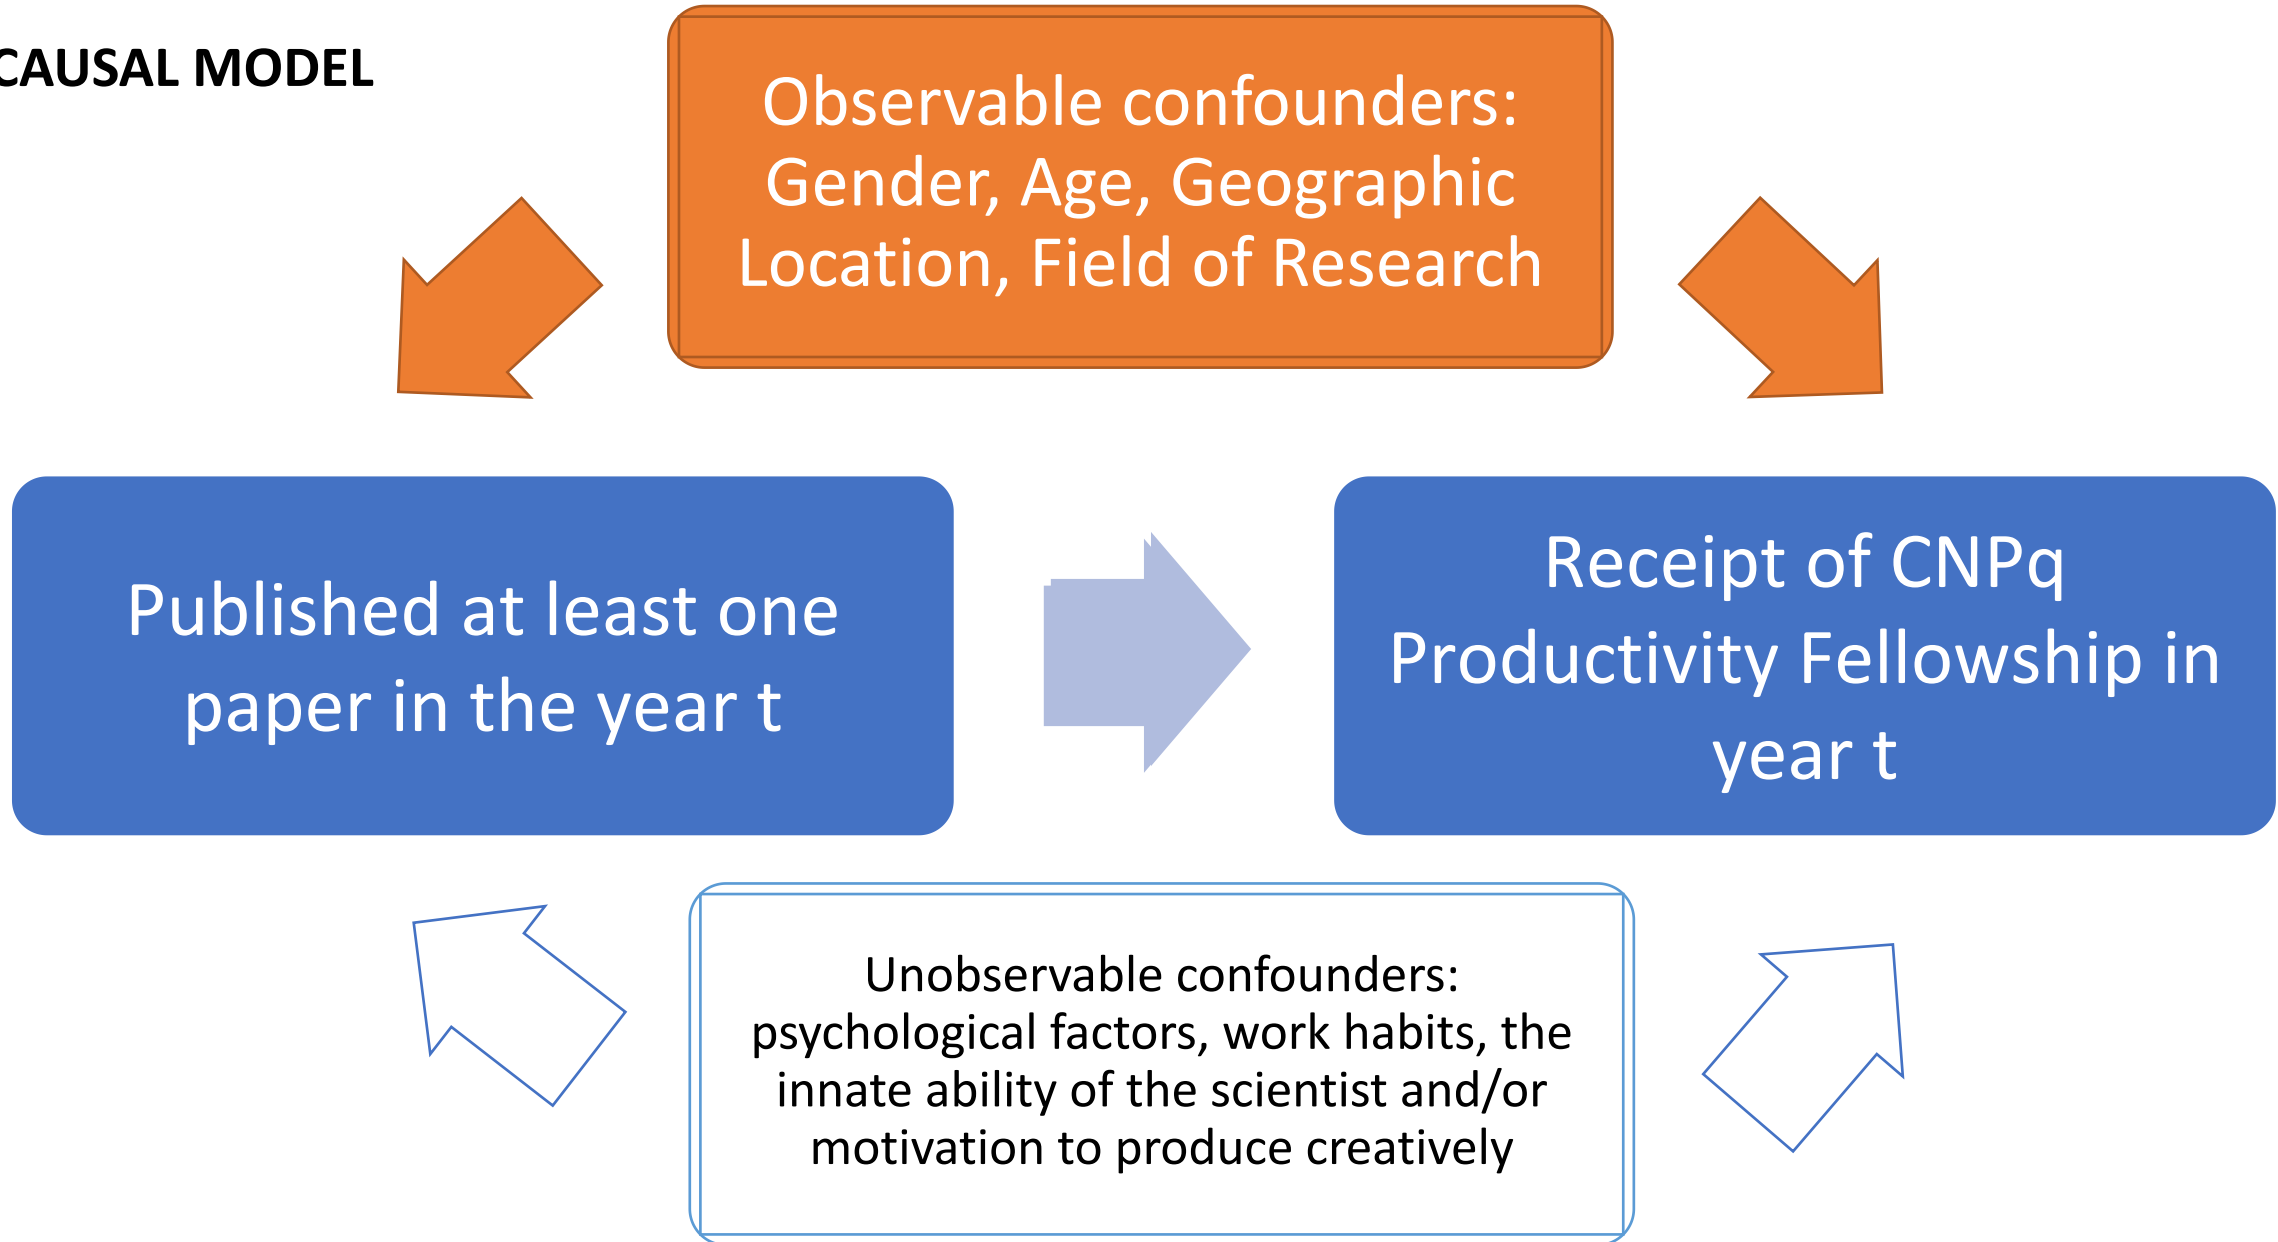 CAUSAL MODEL
Observable confounders:
Gender, Age, Geographic
Location, Field of Research
Published at least one
paper in the year t
Receipt of CNPq
Productivity Fellowship in
year t
Unobservable confounders:
psychological factors, work habits, the
innate ability of the scientist and/or
motivation to produce creatively